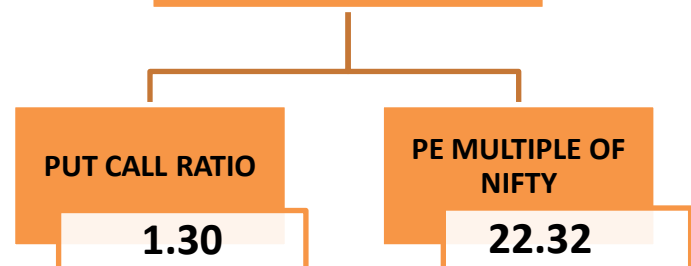 PUT CALL RATIO
1.30
PE MULTIPLE OF
NIFTY
22.32